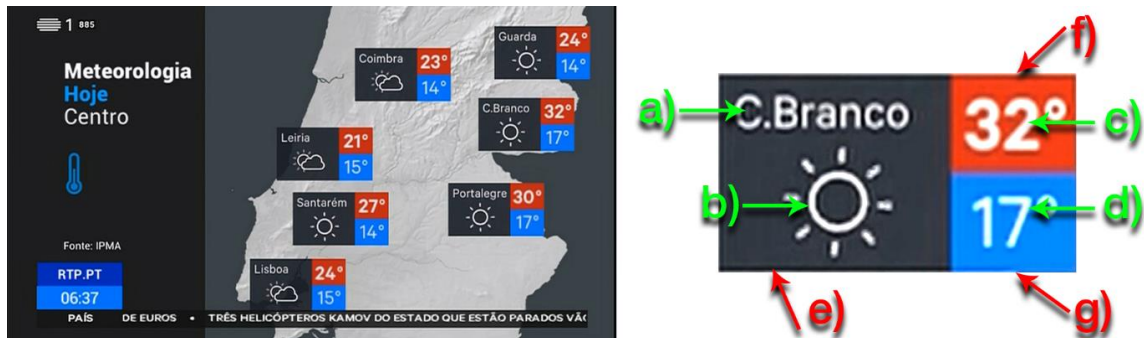 1 885
Meteorologia
Hoje
Centro
Fonte: IPMA
RTP.PT
06:37
PAÍS DE EUROS • TRÊS HELICÓPTEROS KAMOV DO ESTADO QUE ESTÃO PARADOS VÃO
Guarda 24°
14°
Coimbra 23°
14°
C.Branco 32°
17°
Leiria 21°
15°
Portalegre 30°
17°
Santarém 27°
14°
Lisboa 24°
15°
a) C.Branco 32° c)
b) 17° d)
e)
f)
g)